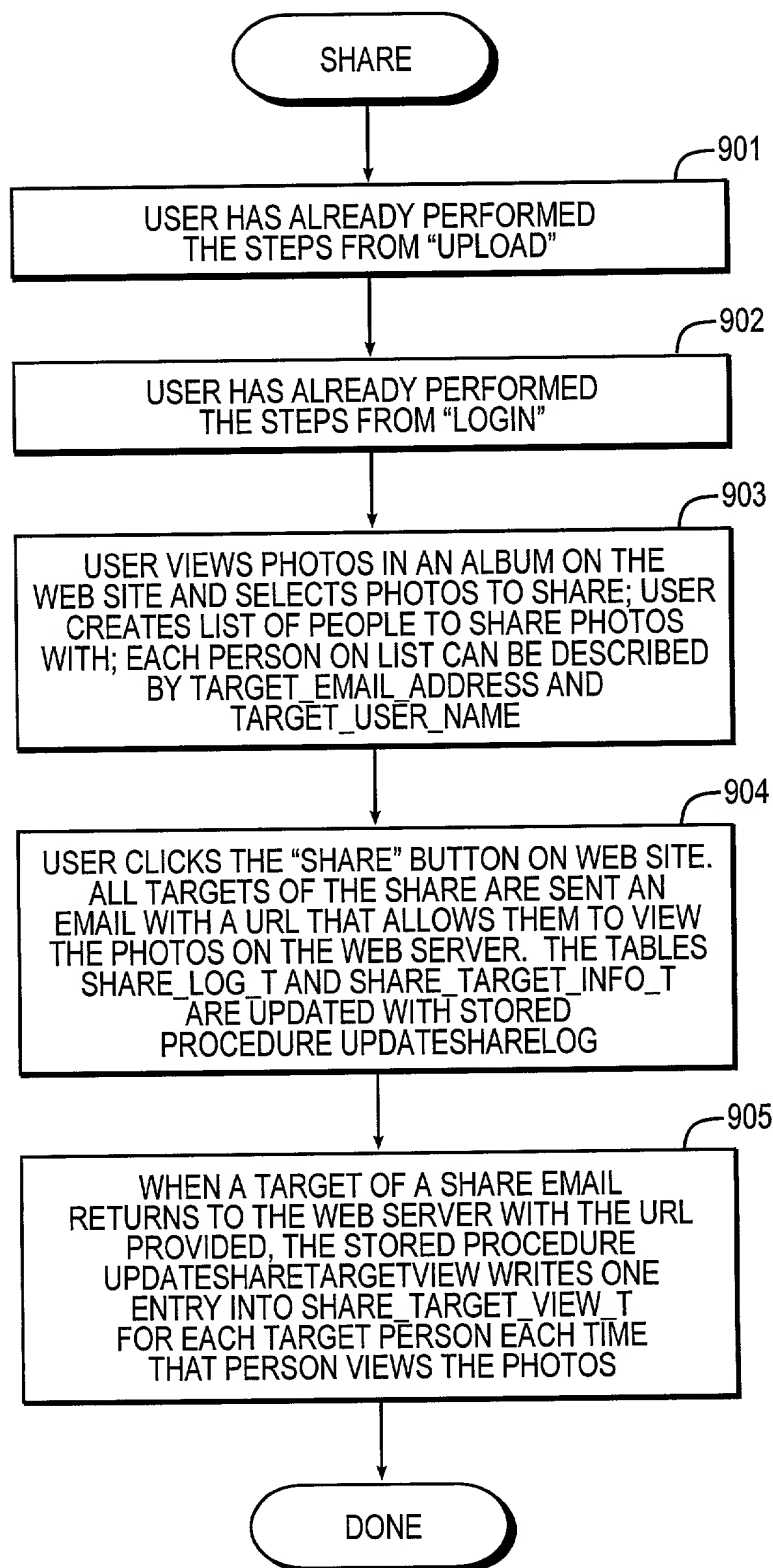 SHARE
901
USER HAS ALREADY PERFORMED
THE STEPS FROM “UPLOAD”
902
USER HAS ALREADY PERFORMED
THE STEPS FROM “LOGIN”
903
USER VIEWS PHOTOS IN AN ALBUM ON THE
WEB SITE AND SELECTS PHOTOS TO SHARE; USER
CREATES LIST OF PEOPLE TO SHARE PHOTOS
WITH; EACH PERSON ON LIST CAN BE DESCRIBED
BY TARGET_EMAIL_ADDRESS AND
TARGET_USER_NAME
904
USER CLICKS THE “SHARE” BUTTON ON WEB SITE.
ALL TARGETS OF THE SHARE ARE SENT AN
EMAIL WITH A URL THAT ALLOWS THEM TO VIEW
THE PHOTOS ON THE WEB SERVER. THE TABLES
SHARE_LOG_T AND SHARE_TARGET_INFO_T
ARE UPDATED WITH STORED
PROCEDURE UPDATESHARELOG
905
WHEN A TARGET OF A SHARE EMAIL
RETURNS TO THE WEB SERVER WITH THE URL
PROVIDED, THE STORED PROCEDURE
UPDATESHARETARGETVIEW WRITES ONE
ENTRY INTO SHARE_TARGET_VIEW_T
FOR EACH TARGET PERSON EACH TIME
THAT PERSON VIEWS THE PHOTOS
DONE